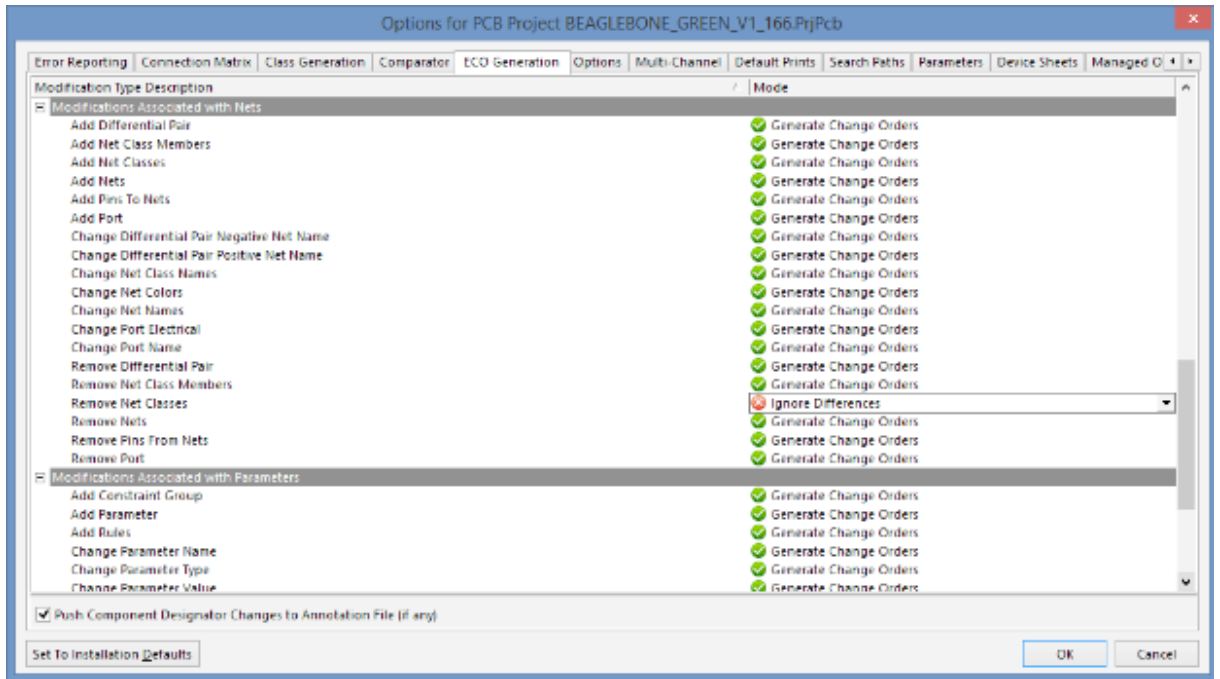 Options for PCB Project BEAGLEBONE_GREEN_V1_166.PrjPcb
Error Reporting Connection Matrix Class Generation Comparator ECO Generation Options Multi-Channel Default Prints Search Paths Parameters Device Sheets Managed O
Modification Type Description Mode
Modifications Associated with Nets
Add Differential Pair Generate Change Orders
Add Net Class Members Generate Change Orders
Add Net Classes Generate Change Orders
Add Nets Generate Change Orders
Add Pins To Nets Generate Change Orders
Add Port Generate Change Orders
Change Differential Pair Negative Net Name Generate Change Orders
Change Differential Pair Positive Net Name Generate Change Orders
Change Net Class Names Generate Change Orders
Change Net Colors Generate Change Orders
Change Net Names Generate Change Orders
Change Port Electrical Generate Change Orders
Change Port Name Generate Change Orders
Remove Differential Pair Generate Change Orders
Remove Net Class Members Generate Change Orders
Remove Net Classes Ignore Differences
Remove Nets Generate Change Orders
Remove Pins From Nets Generate Change Orders
Remove Port Generate Change Orders
Modifications Associated with Parameters
Add Constraint Group Generate Change Orders
Add Parameter Generate Change Orders
Add Rules Generate Change Orders
Change Parameter Name Generate Change Orders
Change Parameter Type Generate Change Orders
Change Parameter Value Generate Change Orders
Push Component Designator Changes to Annotation File (if any)
Set To Installation Defaults OK Cancel